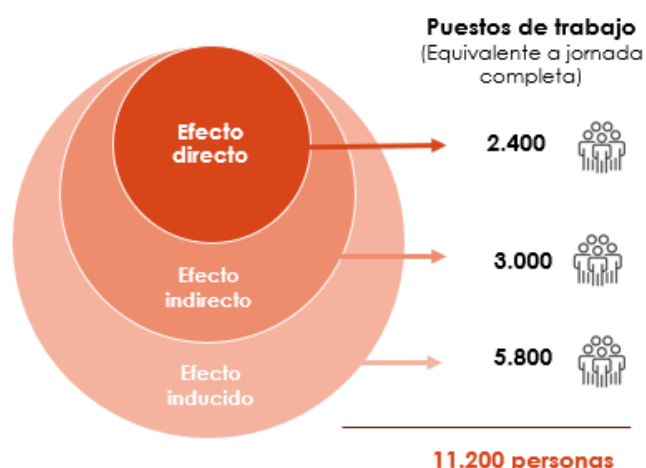 Puestos de trabajo
(Equivalente a jornada
completa)
Efecto
directo
2.400
Efecto
indirecto
3.000
Efecto
inducido
5.800
11.200 personas